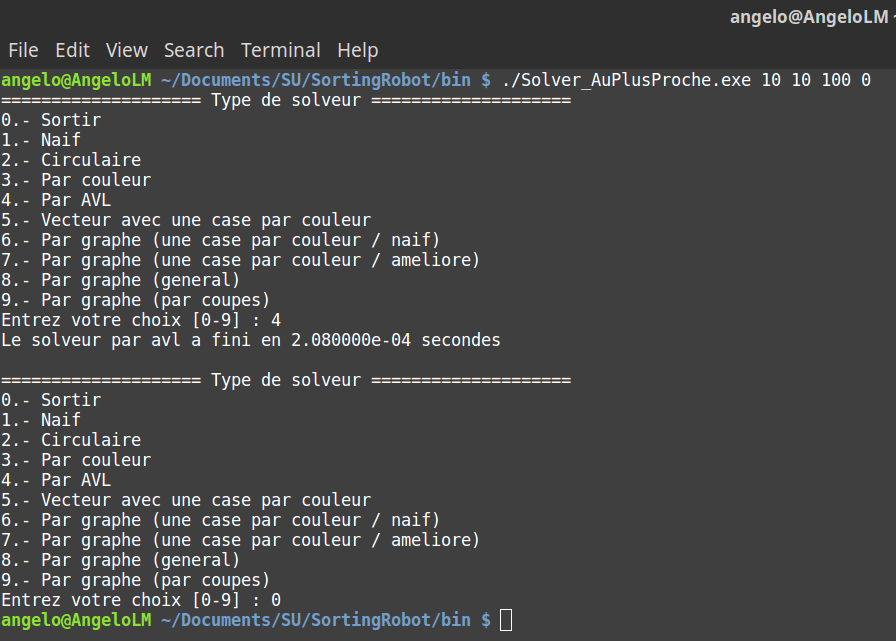 angelo@AngeloLM
File Edit View Search Terminal Help
angelo@AngeloLM ~/Documents/SU/SortingRobot/bin $ ./Solver_AuPlusProche.exe 10 10 100 0
==================== Type de solveur ====================
0.- Sortir
1.- Naif
2.- Circulaire
3.- Par couleur
4.- Par AVL
5.- Vecteur avec une case par couleur
6.- Par graphe (une case par couleur / naif)
7.- Par graphe (une case par couleur / ameliore)
8.- Par graphe (general)
9.- Par graphe (par coupes)
Entrez votre choix [0-9] : 4
Le solveur par avl a fini en 2.080000e-04 secondes
==================== Type de solveur ====================
0.- Sortir
1.- Naif
2.- Circulaire
3.- Par couleur
4.- Par AVL
5.- Vecteur avec une case par couleur
6.- Par graphe (une case par couleur / naif)
7.- Par graphe (une case par couleur / ameliore)
8.- Par graphe (general)
9.- Par graphe (par coupes)
Entrez votre choix [0-9] : 0
angelo@AngeloLM ~/Documents/SU/SortingRobot/bin $